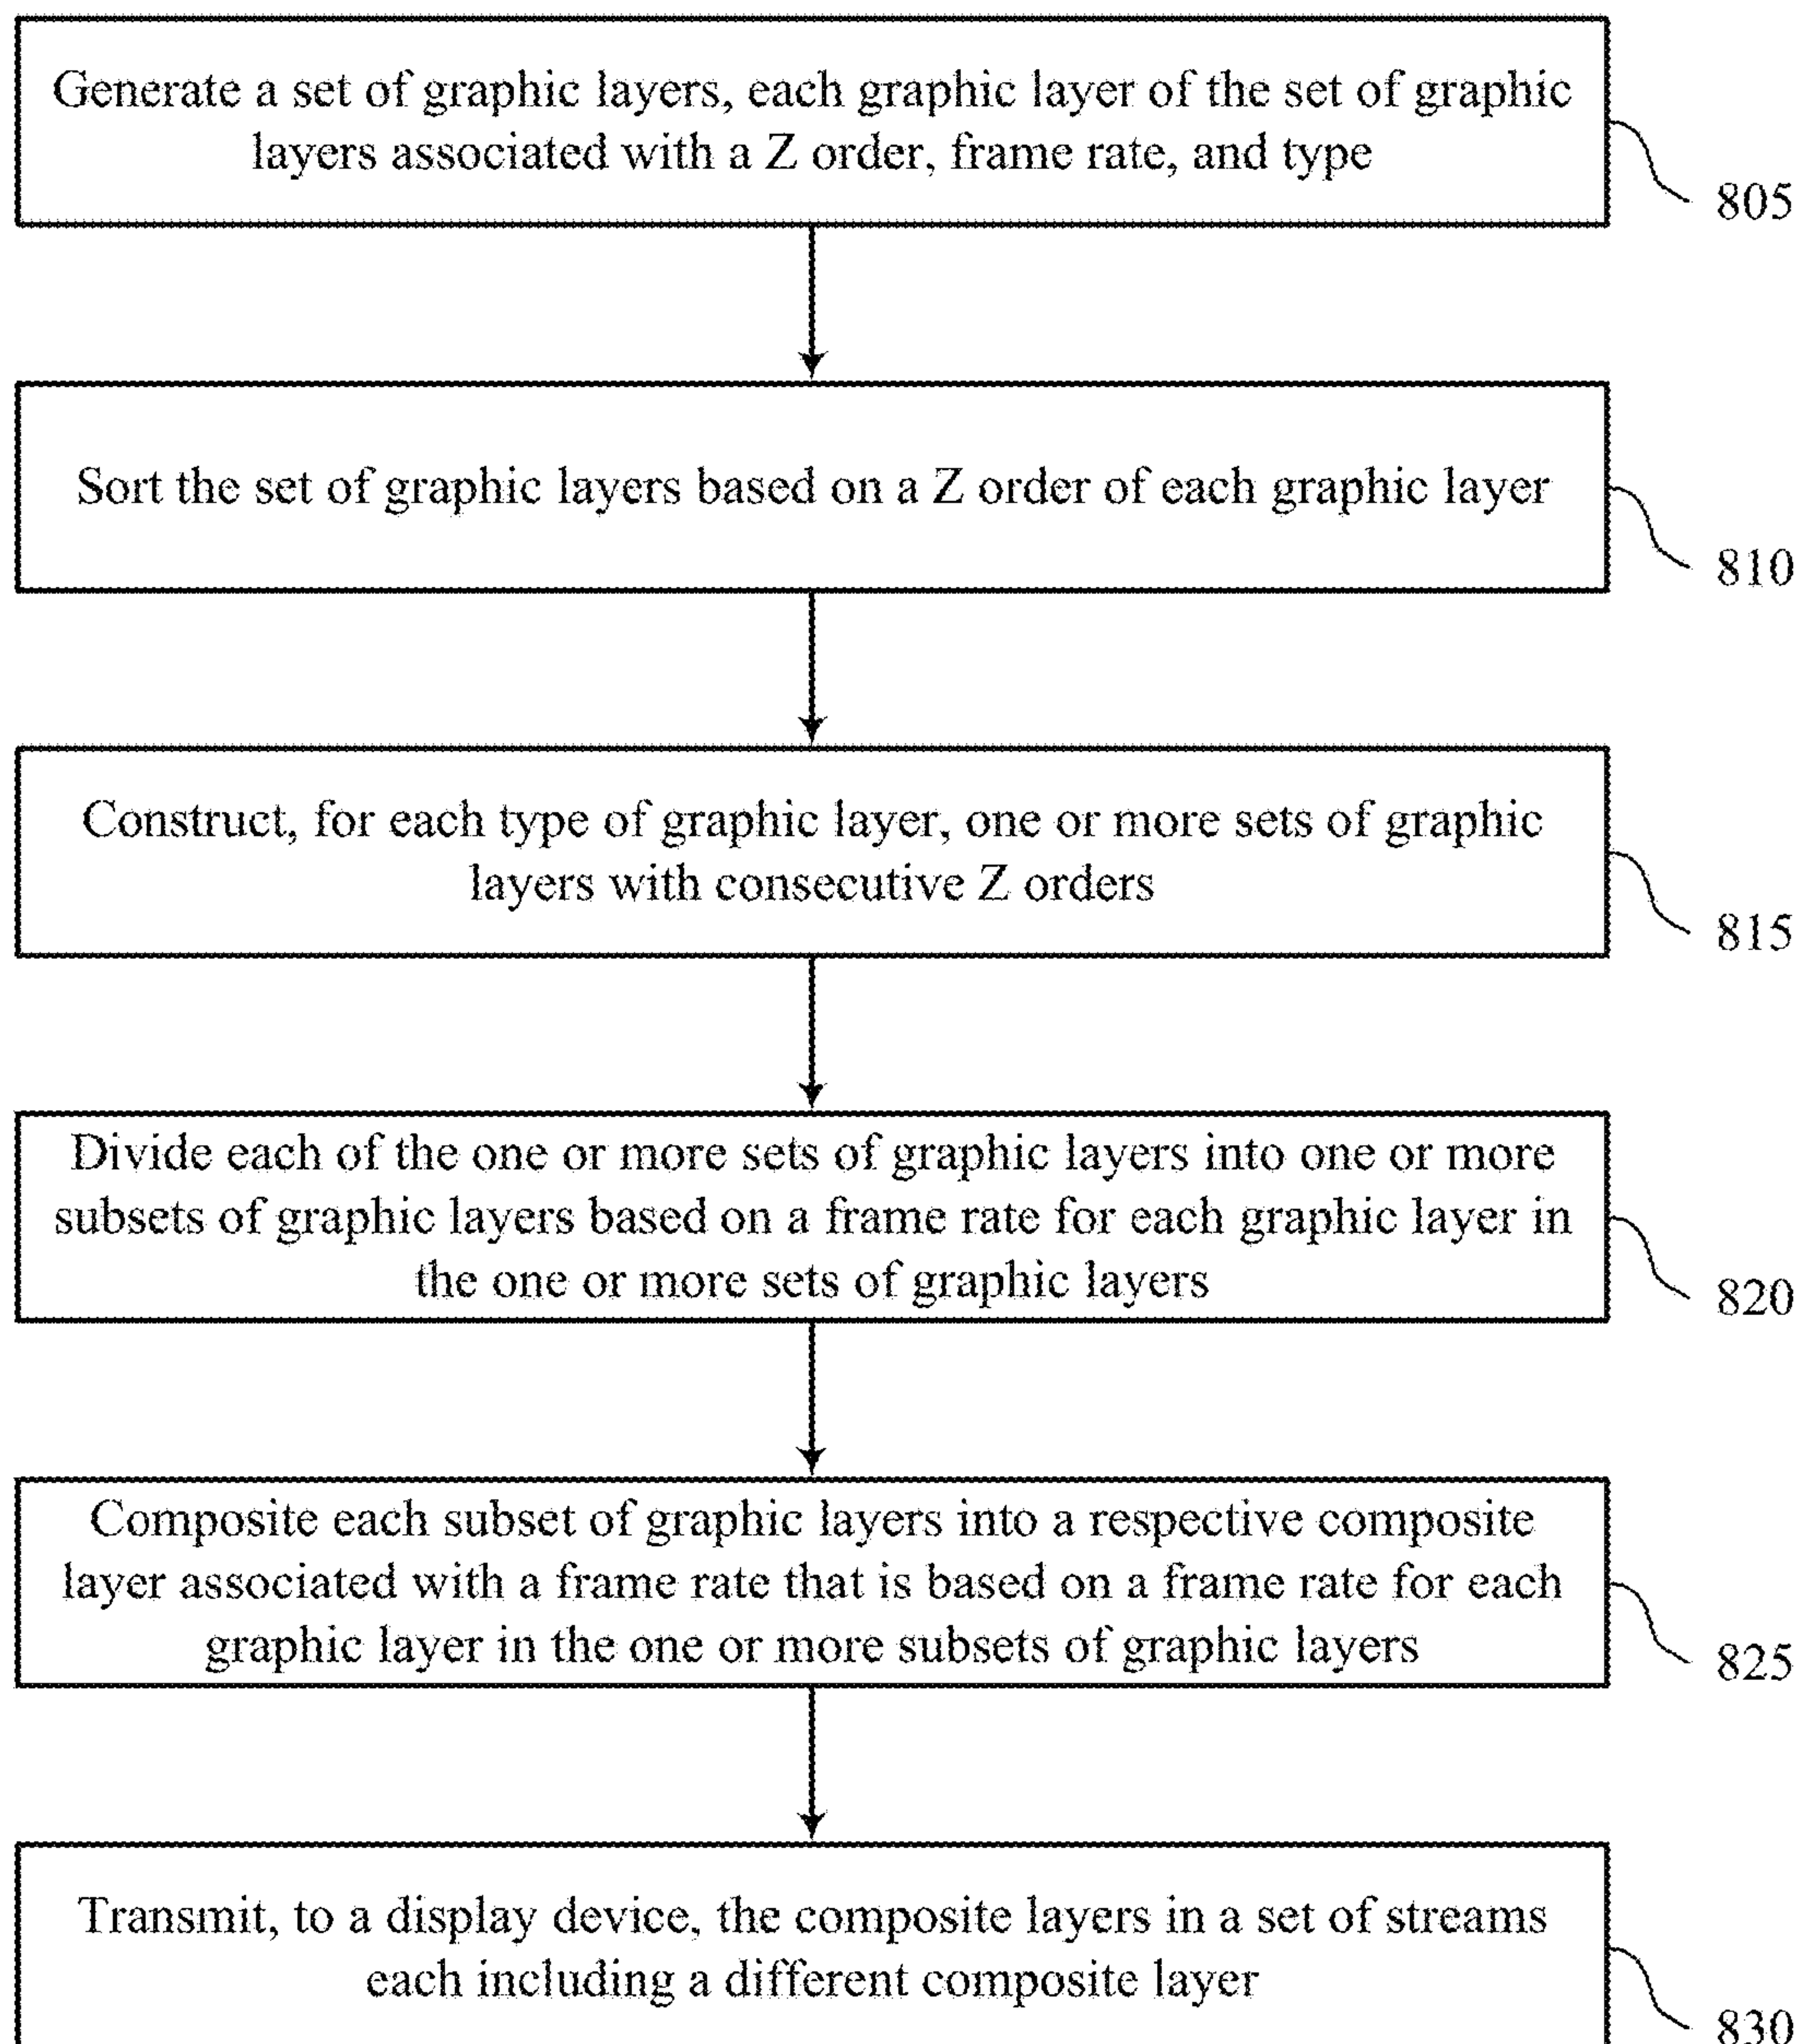 Generate a set of graphic layers, each graphic layer of the set of graphic
layers associated with a Z order, frame rate, and type
805
Sort the set of graphic layers based on a Z order of each graphic layer
810
Construct, for each type of graphic layer, one or more sets of graphic
layers with consecutive Z orders
815
Divide each of the one or more sets of graphic layers into one or more
subsets of graphic layers based on a frame rate for each graphic layer in
the one or more sets of graphic layers
820
Composite each subset of graphic layers into a respective composite
layer associated with a frame rate that is based on a frame rate for each
graphic layer in the one or more subsets of graphic layers
825
Transmit, to a display device, the composite layers in a set of streams
each including a different composite layer
830